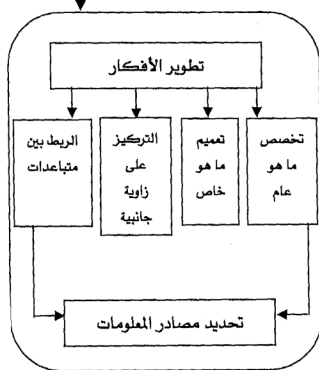 تطوير الأفكار
تخصص
ما هو
عام
تعميم
ما هو
خاص
التركيز
على
زاوية
جانبية
الربط بين
متباعدات
تحديد مصادر المعلومات